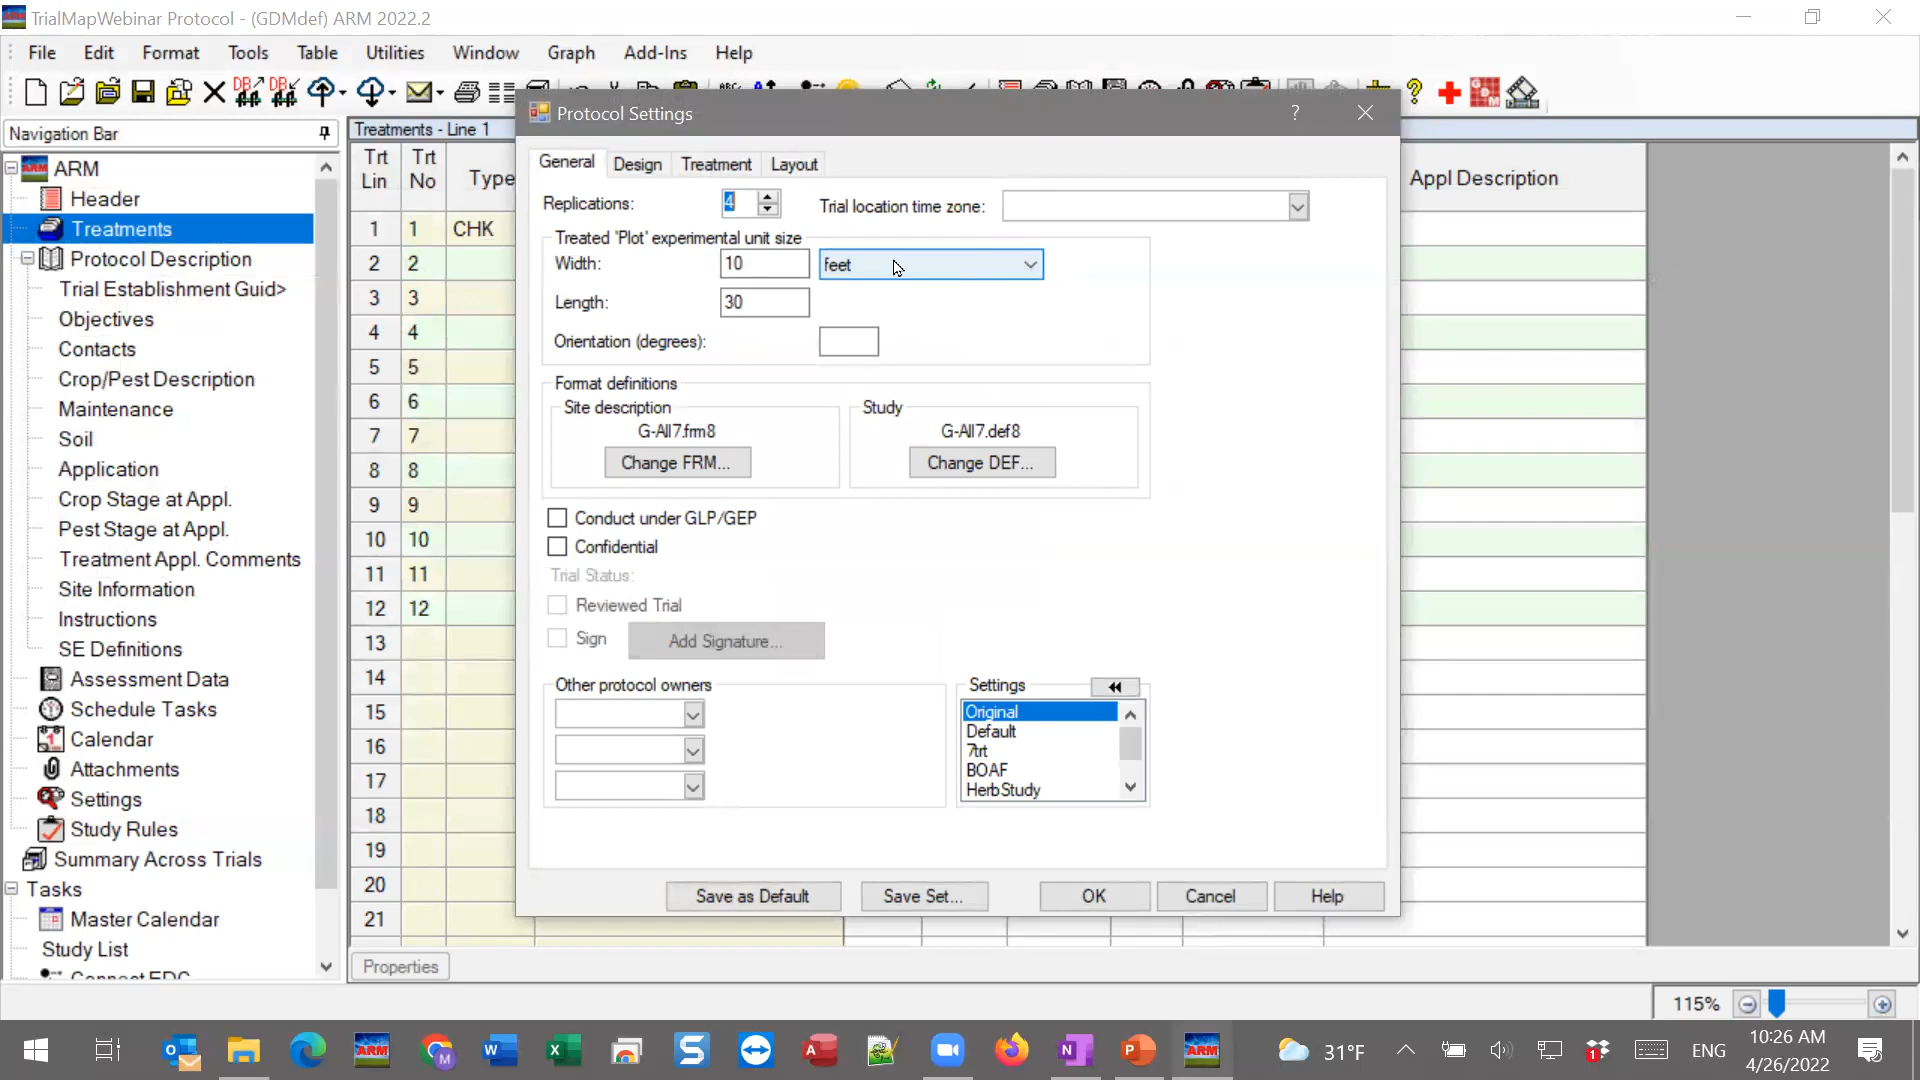 TrialMapWebinar Protocol - (GDMdef) ARM 2022.2
File Edit Format Tools Table Utilities Window Graph Add-Ins Help
Navigation Bar
ARM
Header
Treatments
Protocol Description
Trial Establishment Guid>
Objectives
Contacts
Crop/Pest Description
Maintenance
Soil
Application
Crop Stage at Appl.
Pest Stage at Appl.
Treatment Appl. Comments
Site Information
Instructions
SE Definitions
Assessment Data
Schedule Tasks
Calendar
Attachments
Settings
Study Rules
Summary Across Trials
Tasks
Master Calendar
Study List
Connect EDC
Treatments - Line 1
Trt Lin
Trt No
Type
Appl Description
1 1 CHK
2 2
3 3
4 4
5 5
6 6
7 7
8 8
9 9
10 10
11 11
12 12
13
14
15
16
17
18
19
20
21
Properties
Protocol Settings
?
General Design Treatment Layout
Replications: 4 Trial location time zone:
Treated 'Plot' experimental unit size
Width: 10 feet
Length: 30
Orientation (degrees):
Format definitions
Site description
G-All7.frm8
Change FRM...
Study
G-All7.def8
Change DEF...
Conduct under GLP/GEP
Confidential
Trial Status:
Reviewed Trial
Sign Add Signature...
Other protocol owners
Settings
Original
Default
7trt
BOAF
HerbStudy
Save as Default Save Set... OK Cancel Help
115%
31°F
ENG
10:26 AM
4/26/2022